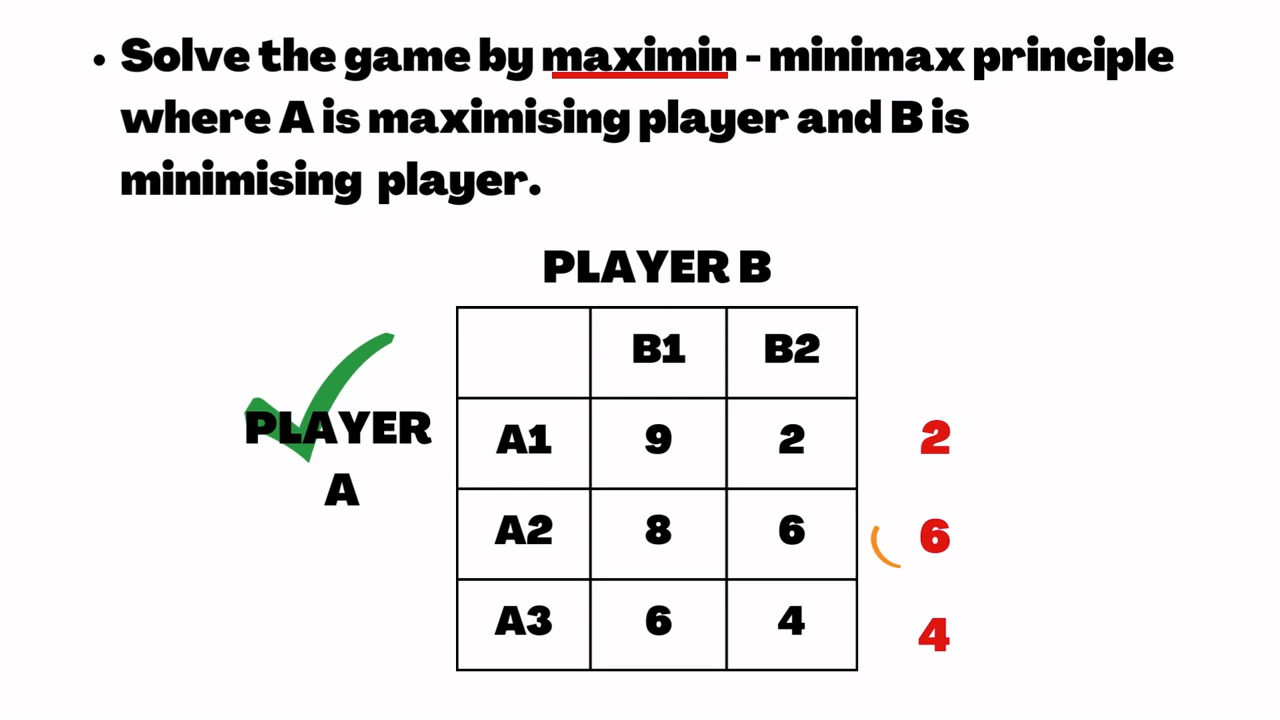 • Solve the game by maximin - minimax principle
where A is maximising player and B is
minimising player.
PLAYER B
B1 B2
PLAYER
A
A1 9 2 2
A2 8 6 6
A3 6 4 4